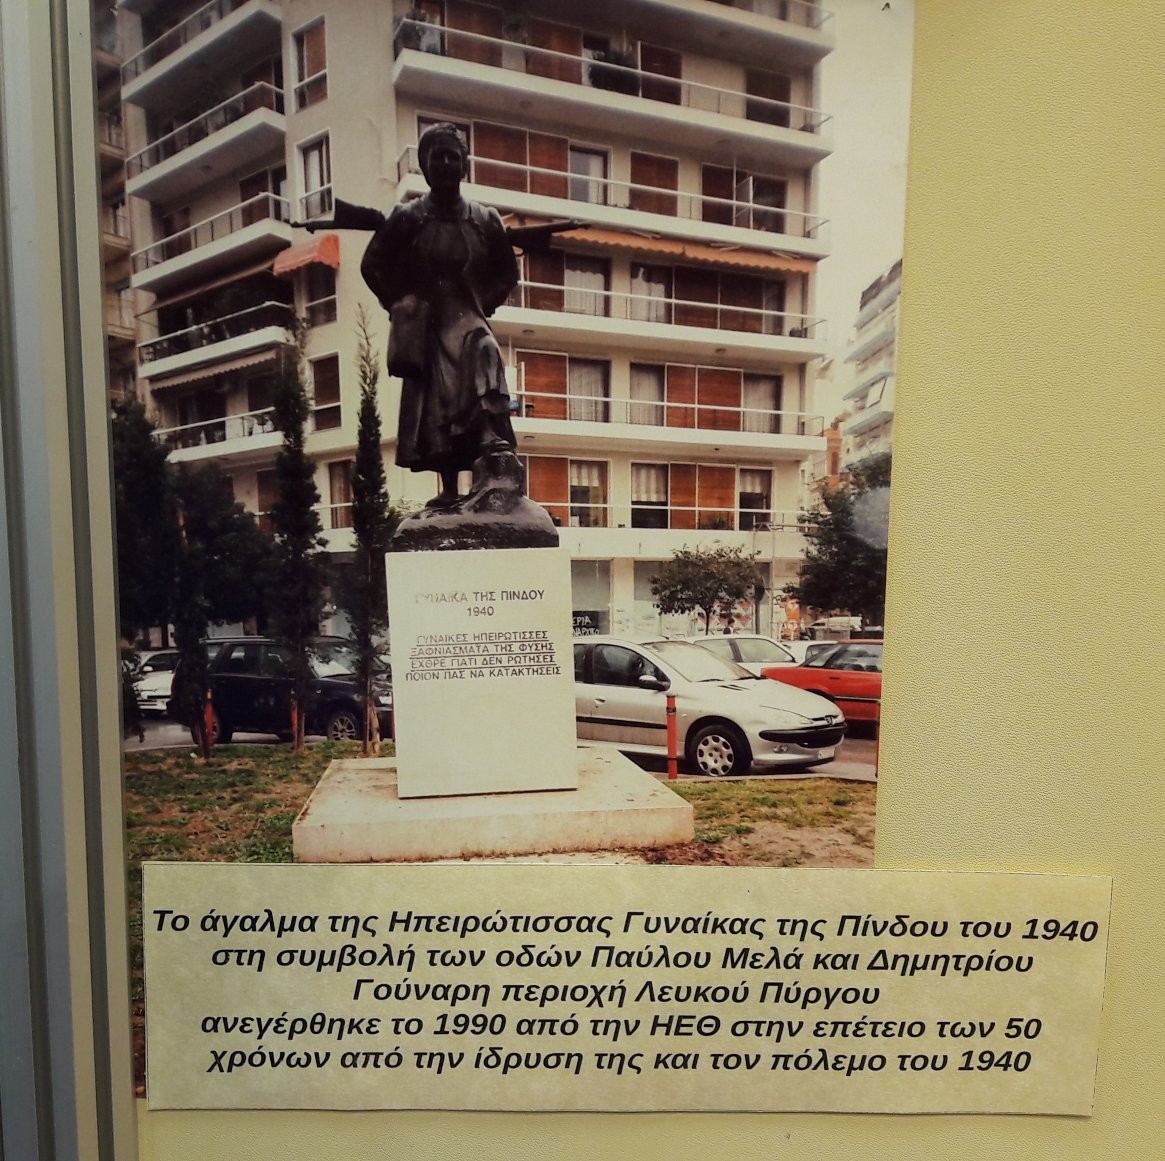 ΓΥΝΑΙΚΑ ΤΗΣ ΠΙΝΔΟΥ
1940
ΓΥΝΑΙΚΕΣ ΗΠΕΙΡΩΤΙΣΣΕΣ
ΞΑΦΝΙΑΣΜΑΤΑ ΤΗΣ ΦΥΣΗΣ
ΕΧΘΡΕ ΓΙΑΤΙ ΔΕΝ ΡΩΤΗΣΕΣ
ΠΟΙΟΝ ΠΑΣ ΝΑ ΚΑΤΑΚΤΗΣΕΙΣ
Το άγαλμα της Ηπειρώτισσας Γυναίκας της Πίνδου του 1940
στη συμβολή των οδών Παύλου Μελά και Δημητρίου
Γούναρη περιοχή Λευκού Πύργου
ανεγέρθηκε το 1990 από την ΗΕΘ στην επέτειο των 50
χρόνων από την ίδρυση της και τον πόλεμο του 1940